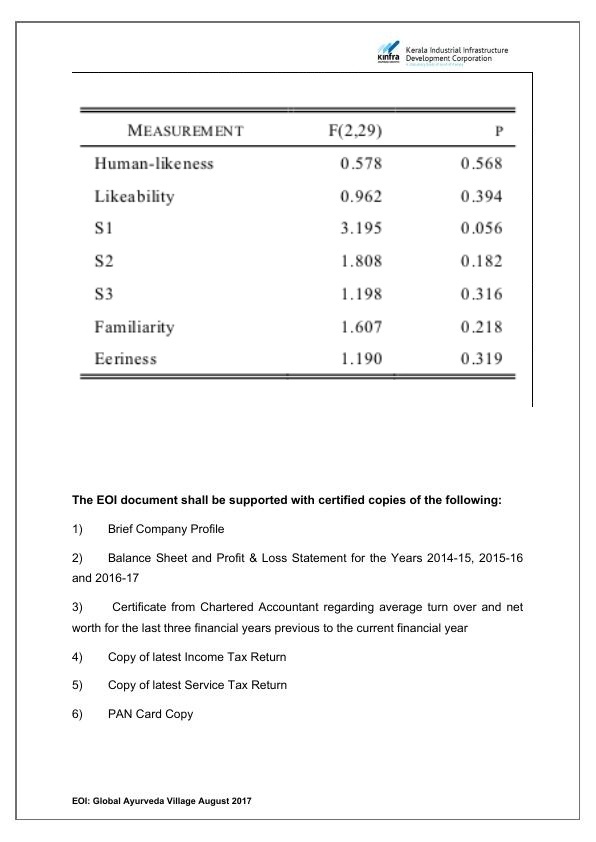 Kinfra
Kerala Industrial Infrastructure
Development Corporation
MEASUREMENT F(2,29) P
Human-likeness 0.578 0.568
Likeability 0.962 0.394
S1 3.195 0.056
S2 1.808 0.182
S3 1.198 0.316
Familiarity 1.607 0.218
Eeriness 1.190 0.319
The EOI document shall be supported with certified copies of the following:
1) Brief Company Profile
2) Balance Sheet and Profit & Loss Statement for the Years 2014-15, 2015-16
and 2016-17
3) Certificate from Chartered Accountant regarding average turn over and net
worth for the last three financial years previous to the current financial year
4) Copy of latest Income Tax Return
5) Copy of latest Service Tax Return
6) PAN Card Copy
EOI: Global Ayurveda Village August 2017